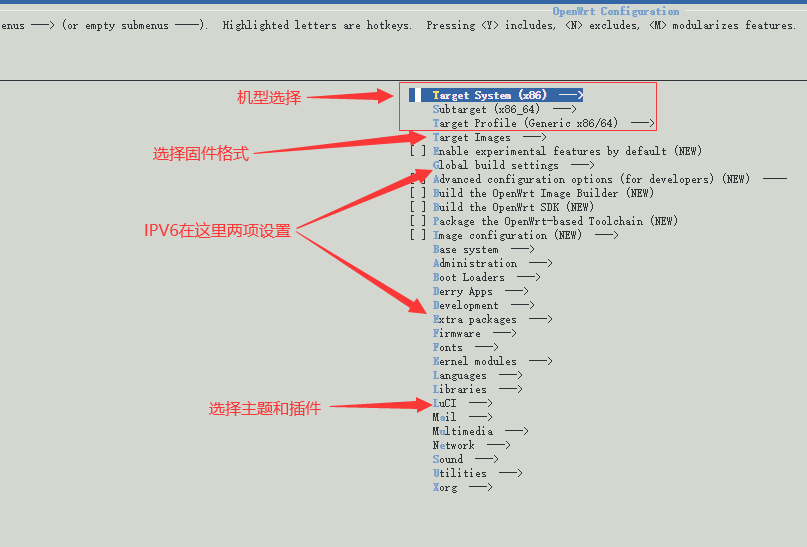 OpenWrt Configuration
enus ---> (or empty submenus ----).  Highlighted letters are hotkeys.  Pressing <Y> includes, <N> excludes, <M> modularizes features.
机型选择
Target System (x86)  --->
Subtarget (x86_64)  --->
Target Profile (Generic x86/64)  --->
选择固件格式
Target Images  --->
[ ] Enable experimental features by default (NEW)
Global build settings  --->
[ ] Advanced configuration options (for developers) (NEW)  ----
[ ] Build the OpenWrt Image Builder (NEW)
[ ] Build the OpenWrt SDK (NEW)
[ ] Package the OpenWrt-based Toolchain (NEW)
IPV6在这里两项设置
[ ] Image configuration (NEW)  --->
Base system  --->
Administration  --->
Boot Loaders  --->
Derry Apps  --->
Development  --->
Extra packages  --->
Firmware  --->
Fonts  --->
Kernel modules  --->
Languages  --->
Libraries  --->
选择主题和插件
LuCI  --->
Mail  --->
Multimedia  --->
Network  --->
Sound  --->
Utilities  --->
Xorg  --->